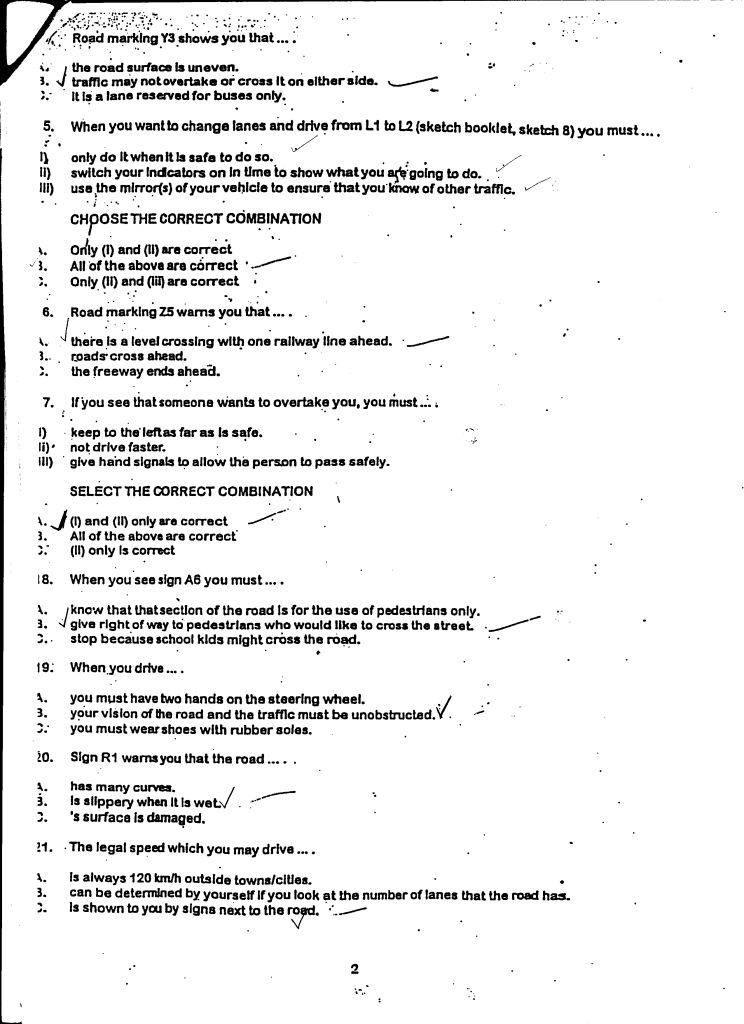 Road marking Y3 shows you that ... .
the road surface is uneven.
B. traffic may not overtake or cross it on either side.
C. it is a lane reserved for buses only.
5. When you want to change lanes and drive from L1 to L2 (sketch booklet, sketch 8) you must ... .
i) only do it when it is safe to do so.
ii) switch your indicators on in time to show what you are going to do.
iii) use the mirror(s) of your vehicle to ensure that you know of other traffic.
CHOOSE THE CORRECT COMBINATION
A. Only (i) and (ii) are correct
B. All of the above are correct
C. Only (ii) and (iii) are correct
6. Road marking Z5 warns you that ... .
A. there is a level crossing with one railway line ahead.
B. roads cross ahead.
C. the freeway ends ahead.
7. If you see that someone wants to overtake you, you must ... .
i) keep to the left as far as is safe.
ii) not drive faster.
iii) give hand signals to allow the person to pass safely.
SELECT THE CORRECT COMBINATION
A. (i) and (ii) only are correct
B. All of the above are correct
C. (ii) only is correct
18. When you see sign A6 you must ... .
A. know that that section of the road is for the use of pedestrians only.
B. give right of way to pedestrians who would like to cross the street.
C. stop because school kids might cross the road.
19. When you drive ... .
A. you must have two hands on the steering wheel.
B. your vision of the road and the traffic must be unobstructed.
C. you must wear shoes with rubber soles.
20. Sign R1 warns you that the road ... . .
A. has many curves.
B. is slippery when it is wet.
C. 's surface is damaged.
21. The legal speed which you may drive ... .
A. is always 120 km/h outside towns/cities.
B. can be determined by yourself if you look at the number of lanes that the road has.
C. is shown to you by signs next to the road.
2